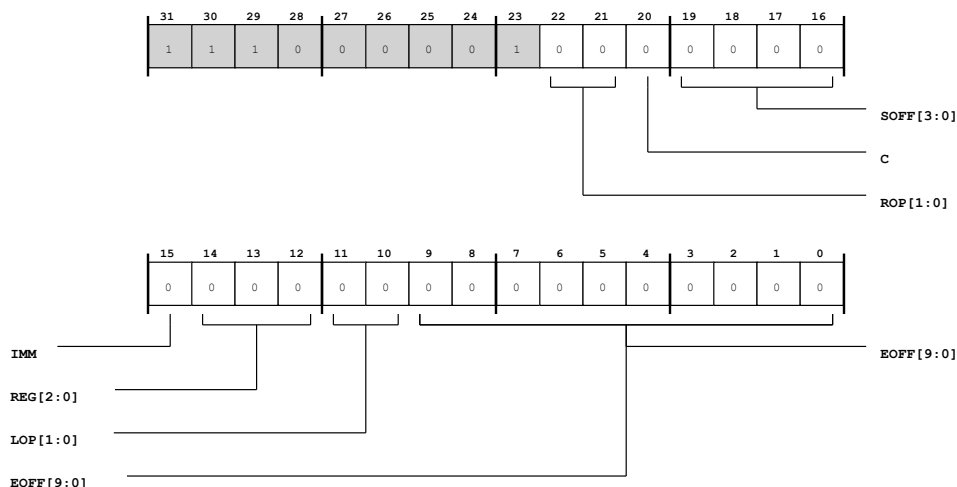 31 30 29 28 27 26 25 24 23 22 21 20 19 18 17 16
1 1 1 0 0 0 0 0 1 0 0 0 0 0 0 0
SOFF[3:0]
C
ROP[1:0]
15 14 13 12 11 10 9 8 7 6 5 4 3 2 1 0
0 0 0 0 0 0 0 0 0 0 0 0 0 0 0 0
IMM
EOFF[9:0]
REG[2:0]
LOP[1:0]
EOFF[9:0]